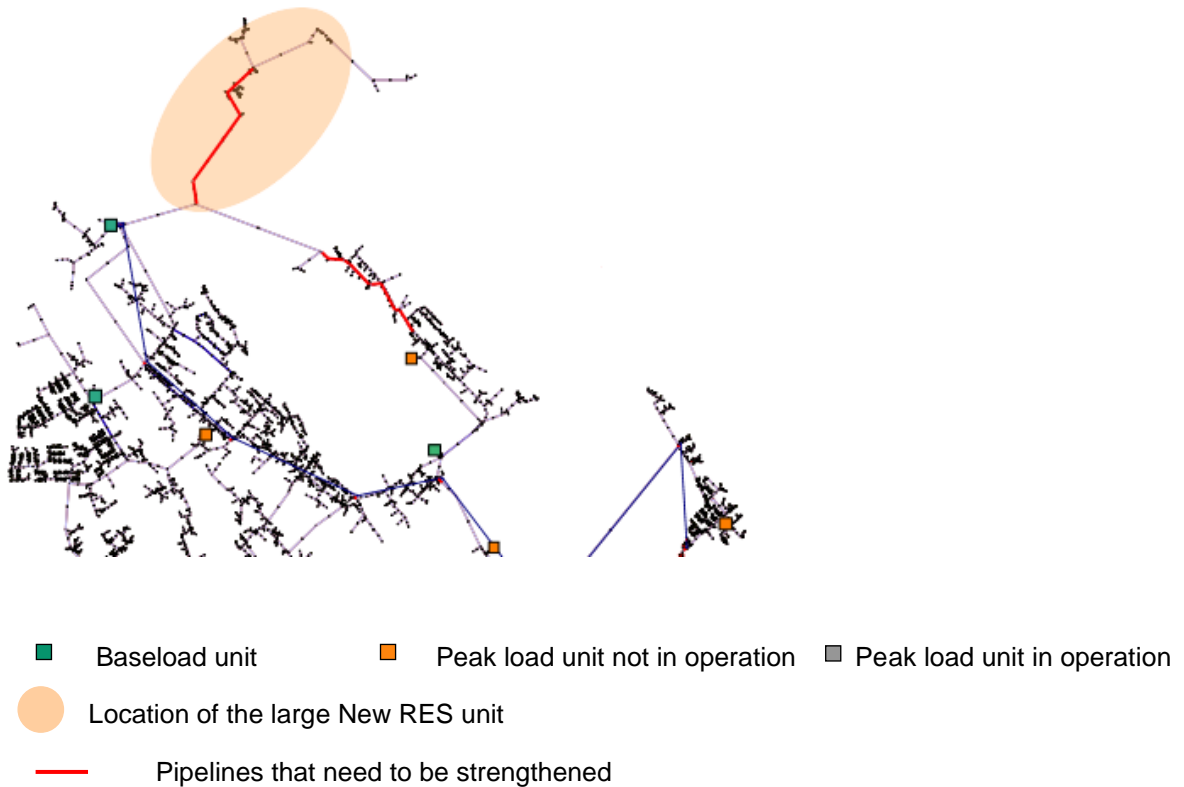 Baseload unit
Peak load unit not in operation
Peak load unit in operation
Location of the large New RES unit
Pipelines that need to be strengthened